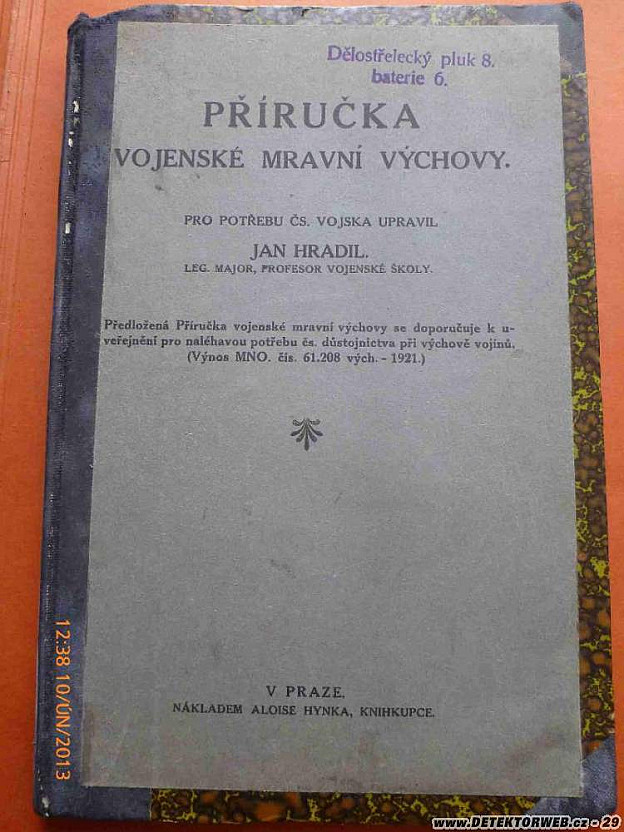 Dělostřelecký pluk 8.
baterie 6.
PŘÍRUČKA
VOJENSKÉ MRAVNÍ VÝCHOVY.
PRO POTŘEBU ČS. VOJSKA UPRAVIL
JAN HRADIL.
LEG. MAJOR, PROFESOR VOJENSKÉ ŠKOLY.
Předložená Příručka vojenské mravní výchovy se doporučuje k u-
veřejnění pro naléhavou potřebu čs. důstojnictva při výchově vojínů.
(Výnos MNO. čís. 61.208 vých. - 1921.)
V PRAZE.
NÁKLADEM ALOISE HYNKA, KNIHKUPCE.
12:38 10/ÚN/2013
www.DETEKTORWEB.cz - 29